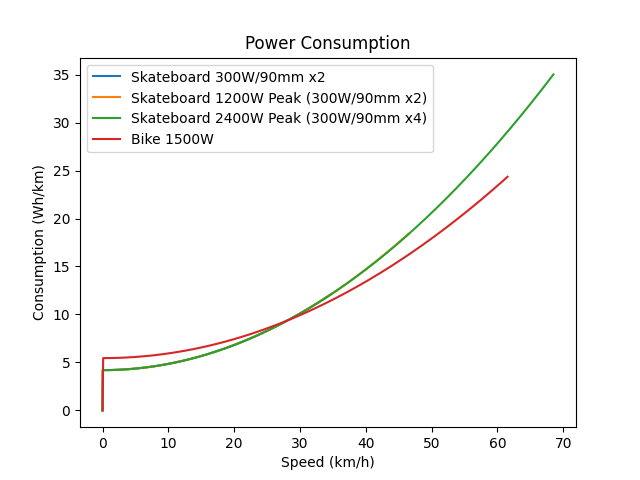 Power Consumption
Skateboard 300W/90mm x2
Skateboard 1200W Peak (300W/90mm x2)
Skateboard 2400W Peak (300W/90mm x4)
Bike 1500W
Consumption (Wh/km)
35
30
25
20
15
10
5
0
0 10 20 30 40 50 60 70
Speed (km/h)